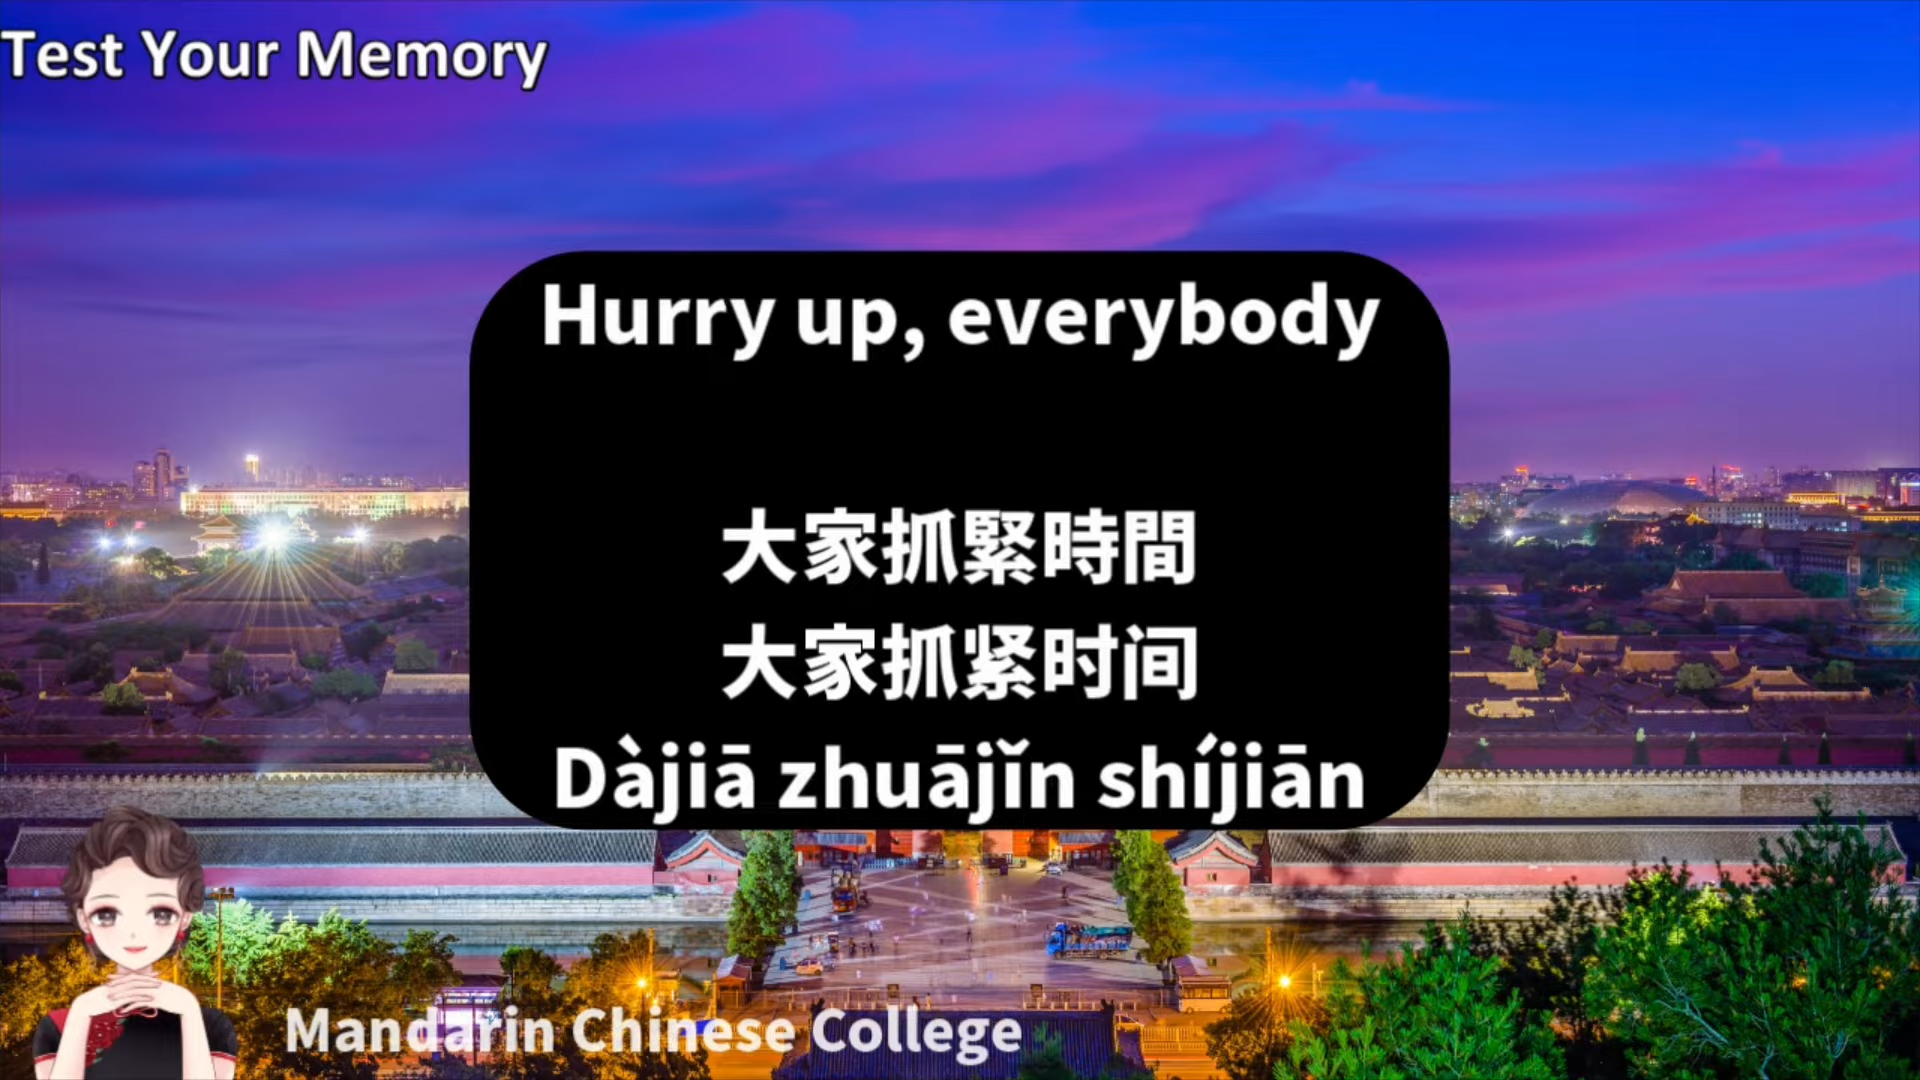 Test Your Memory
Hurry up, everybody
大家抓緊時間
大家抓紧时间
Dàjiā zhuājǐn shíjiān
Mandarin Chinese College